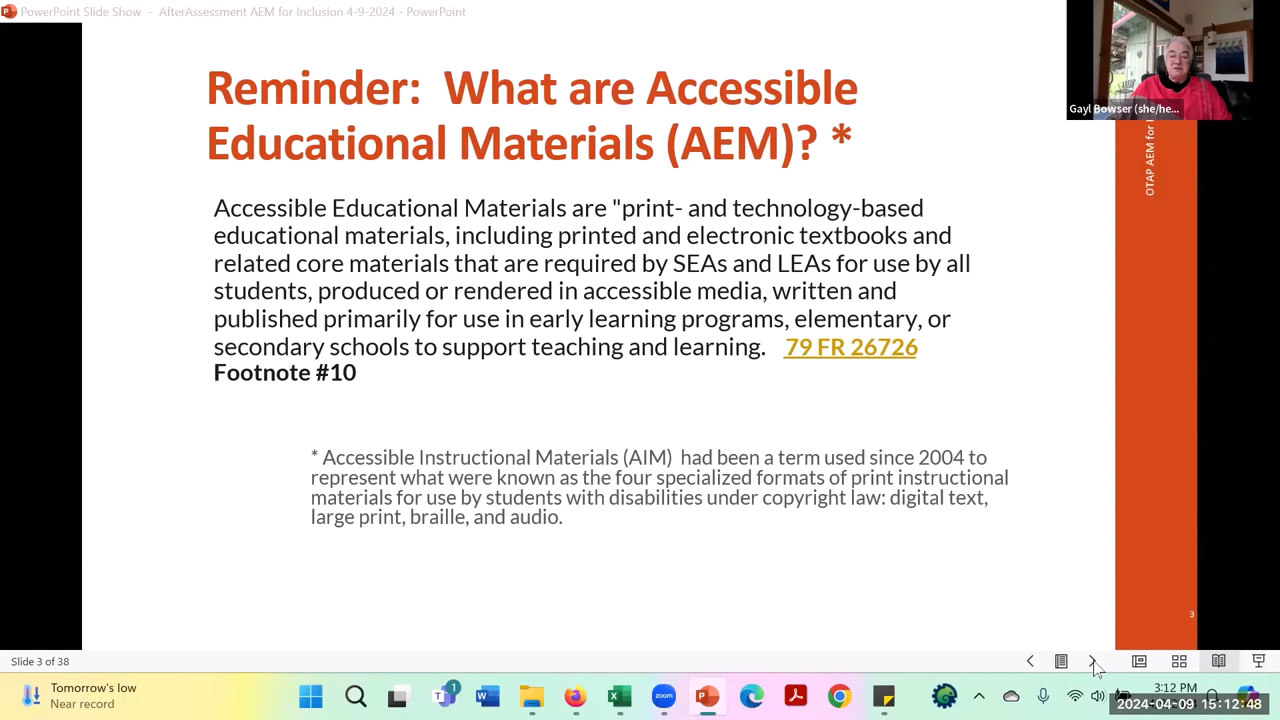 PowerPoint Slide Show - AfterAssessment AEM for Inclusion 4-9-2024 - PowerPoint
Gayl Bowser (she/he...
Reminder:  What are Accessible
Educational Materials (AEM)? *
OTAP AEM for
Accessible Educational Materials are "print- and technology-based
educational materials, including printed and electronic textbooks and
related core materials that are required by SEAs and LEAs for use by all
students, produced or rendered in accessible media, written and
published primarily for use in early learning programs, elementary, or
secondary schools to support teaching and learning.   79 FR 26726
Footnote #10
* Accessible Instructional Materials (AIM)  had been a term used since 2004 to
represent what were known as the four specialized formats of print instructional
materials for use by students with disabilities under copyright law: digital text,
large print, braille, and audio.
3
Slide 3 of 38
Tomorrow's low
Near record
1
zoom
3:12 PM
2024-04-09 15:12:48